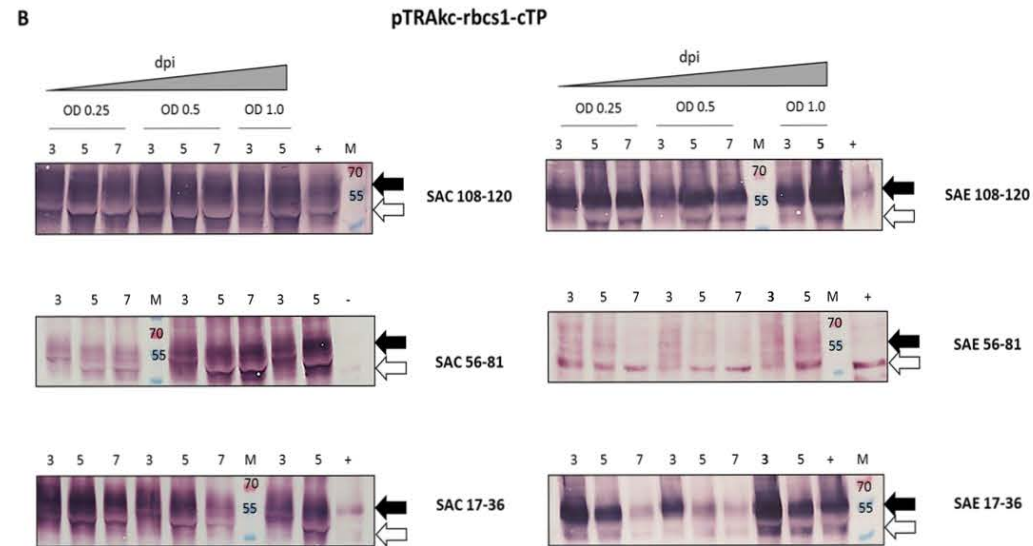 B
pTRAkc-rbcs1-cTP
dpi
OD 0.25 OD 0.5 OD 1.0
3 5 7 3 5 7 3 5 + M
70
55
SAC 108-120
dpi
OD 0.25 OD 0.5 OD 1.0
3 5 7 3 5 7 M 3 5 +
70
55
SAE 108-120
3 5 7 M 3 5 7 3 5 -
70
55
SAC 56-81
3 5 7 3 5 7 3 5 M +
70
55
SAE 56-81
3 5 7 3 5 7 M 3 5 +
70
55
SAC 17-36
3 5 7 3 5 7 3 5 + M
70
55
SAE 17-36